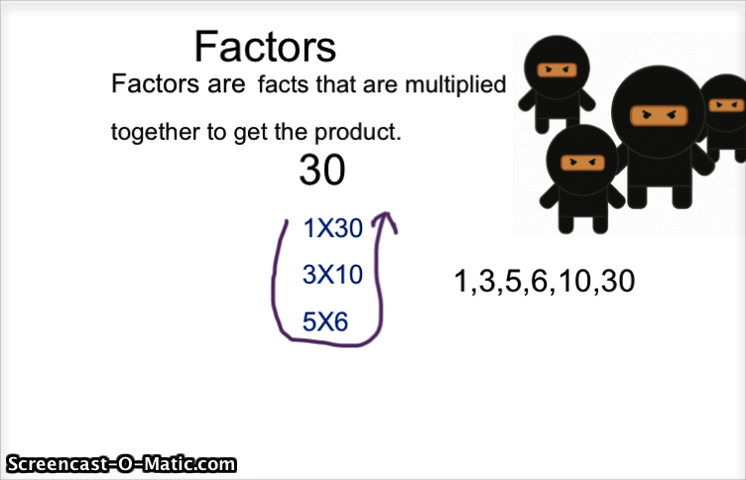 Factors
Factors are facts that are multiplied
together to get the product.
30
1X30
3X10
5X6
1,3,5,6,10,30
Screencast-O-Matic.com